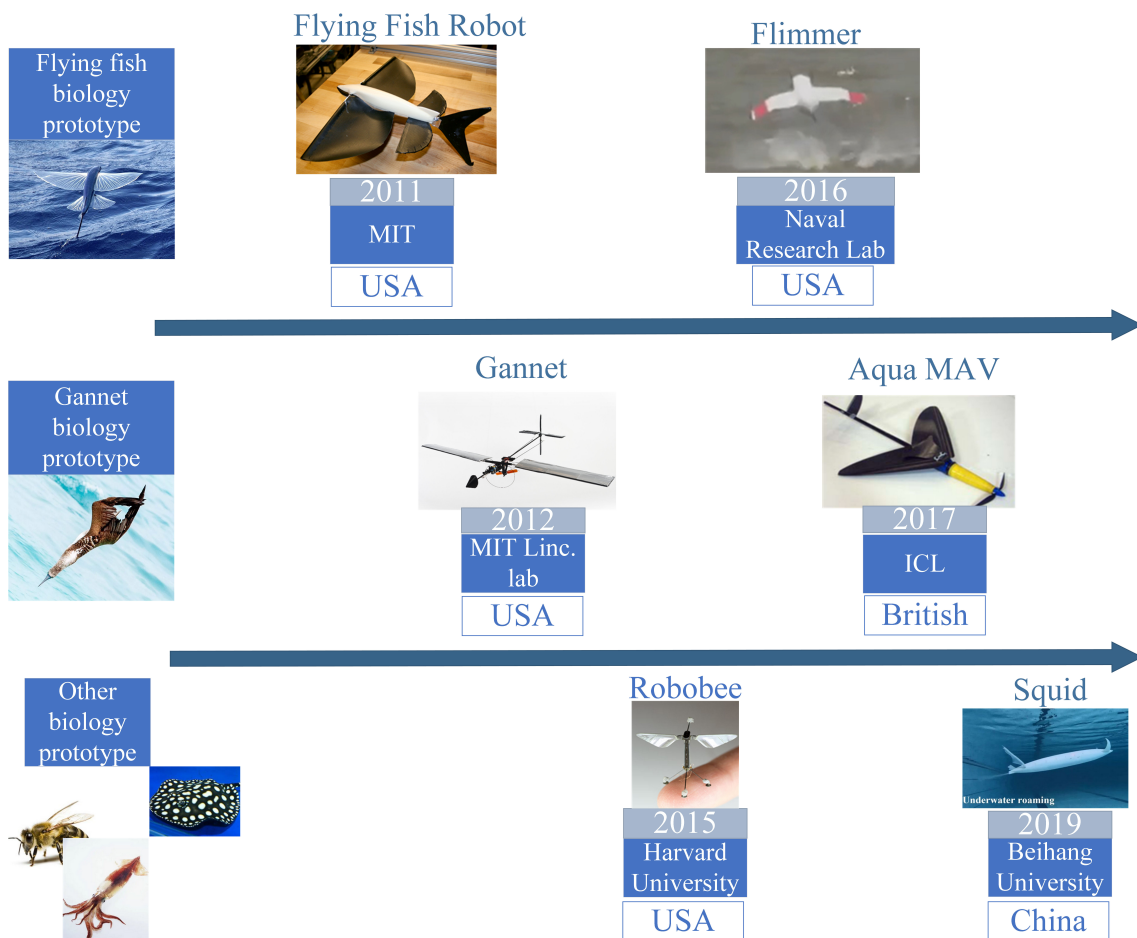 Flying Fish Robot
Flimmer
Flying fish
biology
prototype
2011
MIT
USA
2016
Naval
Research Lab
USA
Gannet
Aqua MAV
Gannet
biology
prototype
2012
MIT Linc.
lab
USA
2017
ICL
British
Robobee
Squid
Other
biology
prototype
Underwater roaming
2015
Harvard
University
USA
2019
Beihang
University
China